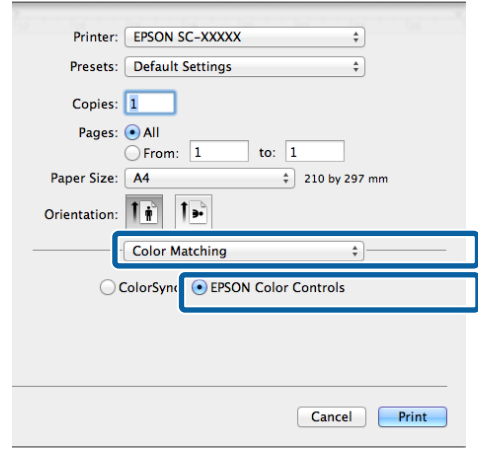 Printer: EPSON SC-XXXXX
Presets: Default Settings
Copies: 1
Pages: All
From: 1 to: 1
Paper Size: A4 210 by 297 mm
Orientation:
Color Matching
ColorSync EPSON Color Controls
Cancel Print